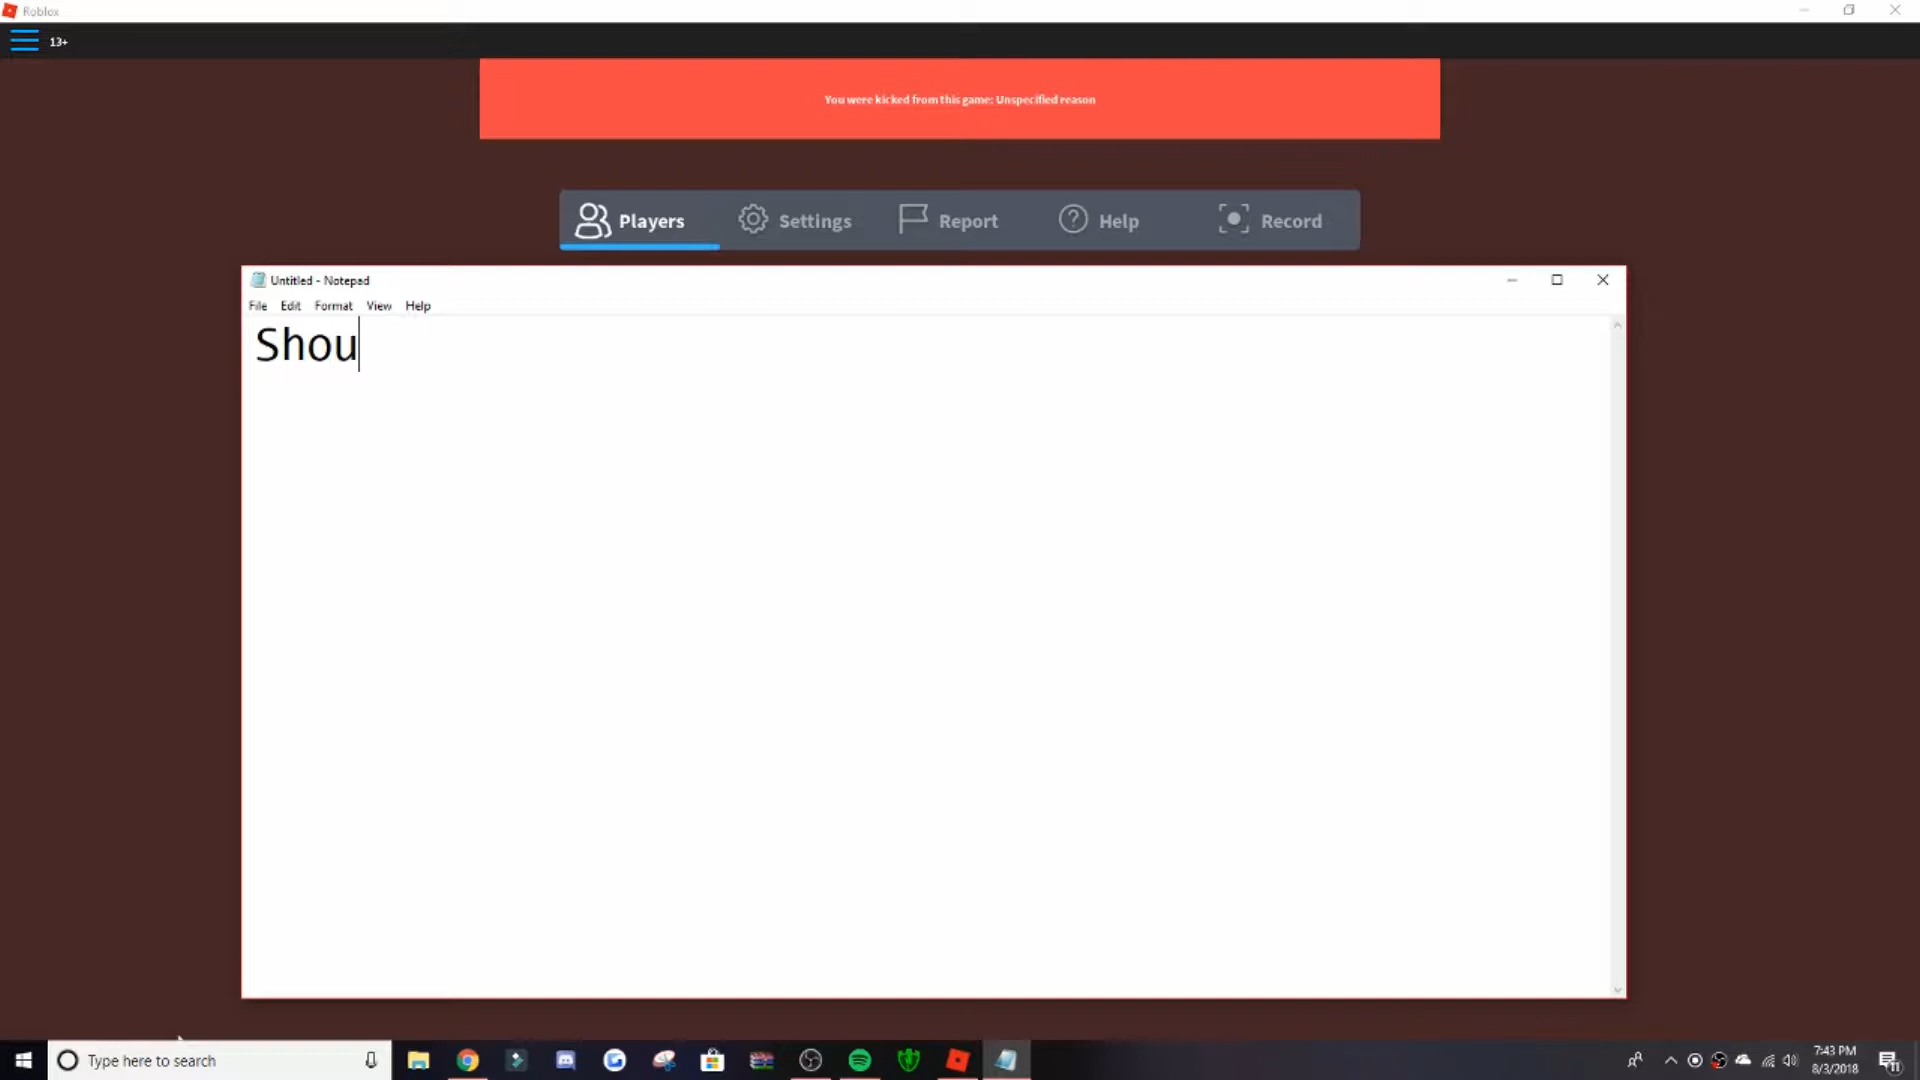 Roblox
13+
You were kicked from this game: Unspecified reason
Players Settings Report Help Record
Untitled - Notepad
File Edit Format View Help
Shou
Type here to search
7:43 PM
8/3/2018
11